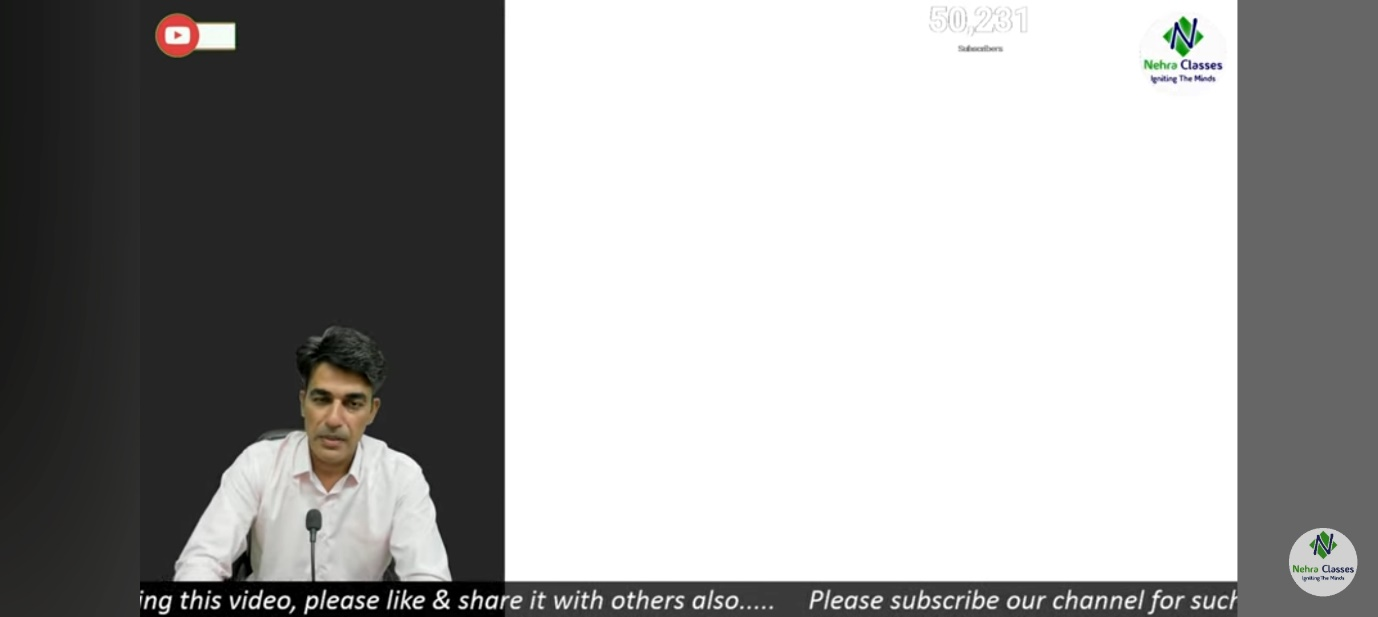 50,231
Subscribers
Nehra Classes
Igniting The Minds
ing this video, please like & share it with others also..... Please subscribe our channel for such
Nehra Classes
Igniting The Minds